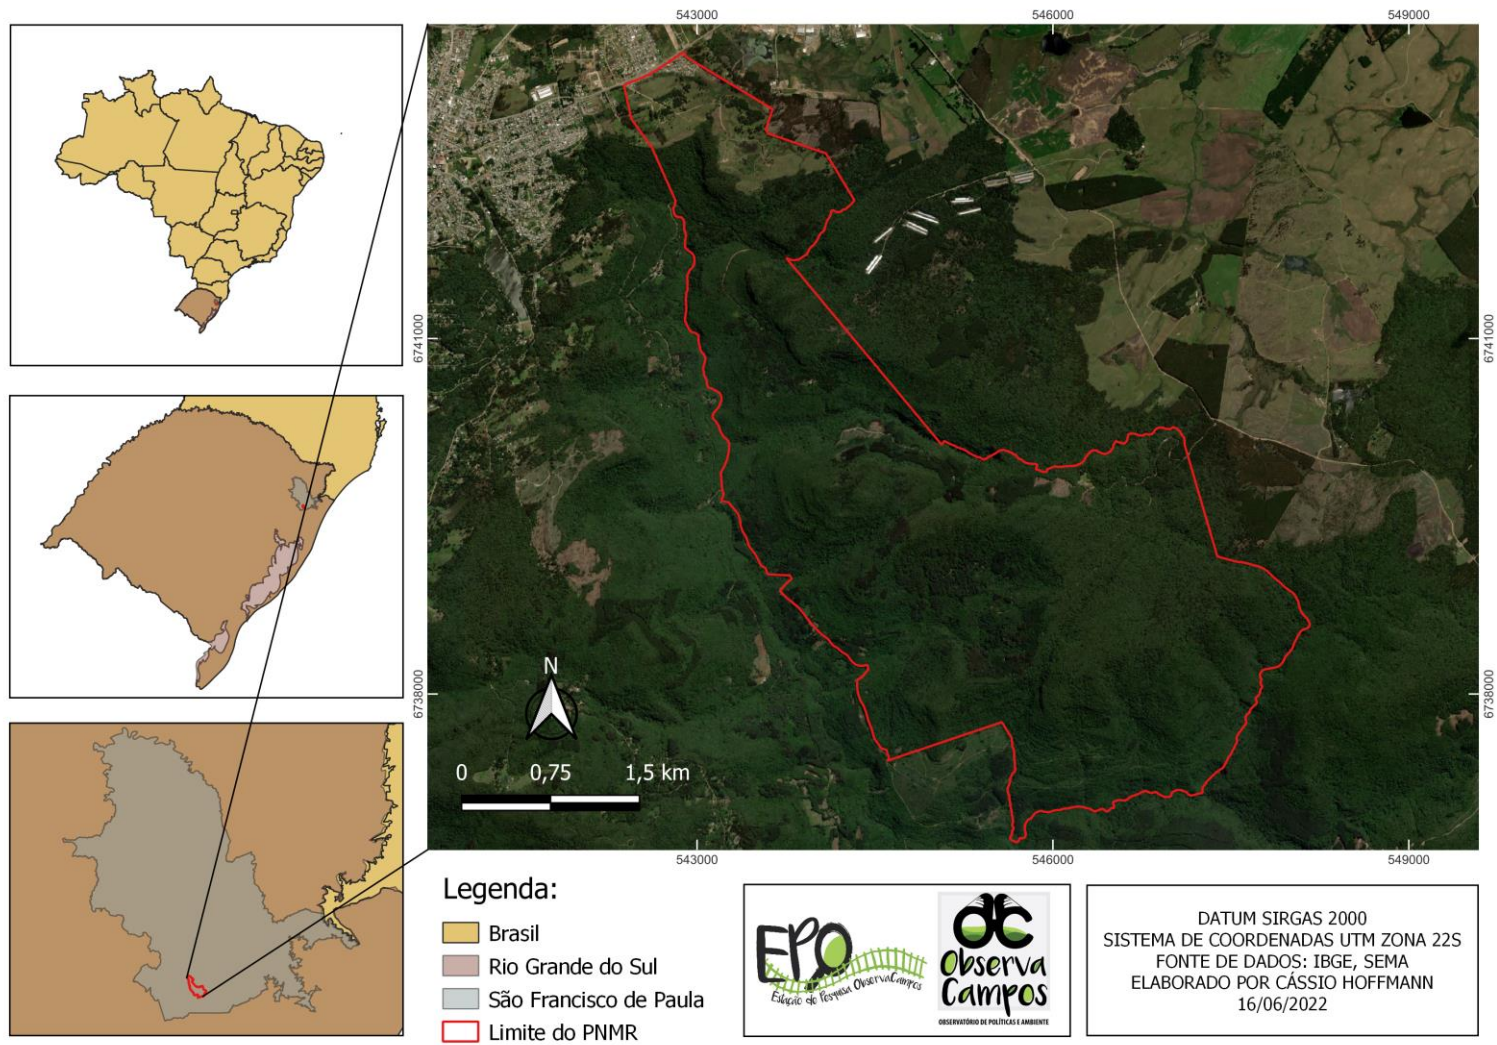 543000
546000
549000
6741000
6741000
6738000
6738000
N
0 0,75 1,5 km
543000
546000
549000
Legenda:
Brasil
Rio Grande do Sul
São Francisco de Paula
Limite do PNMR
EPO
Estação de Pesquisa ObservaCampos
oc
Observa
Campos
OBSERVATÓRIO DE POLÍTICAS E AMBIENTE
DATUM SIRGAS 2000
SISTEMA DE COORDENADAS UTM ZONA 22S
FONTE DE DADOS: IBGE, SEMA
ELABORADO POR CÁSSIO HOFFMANN
16/06/2022